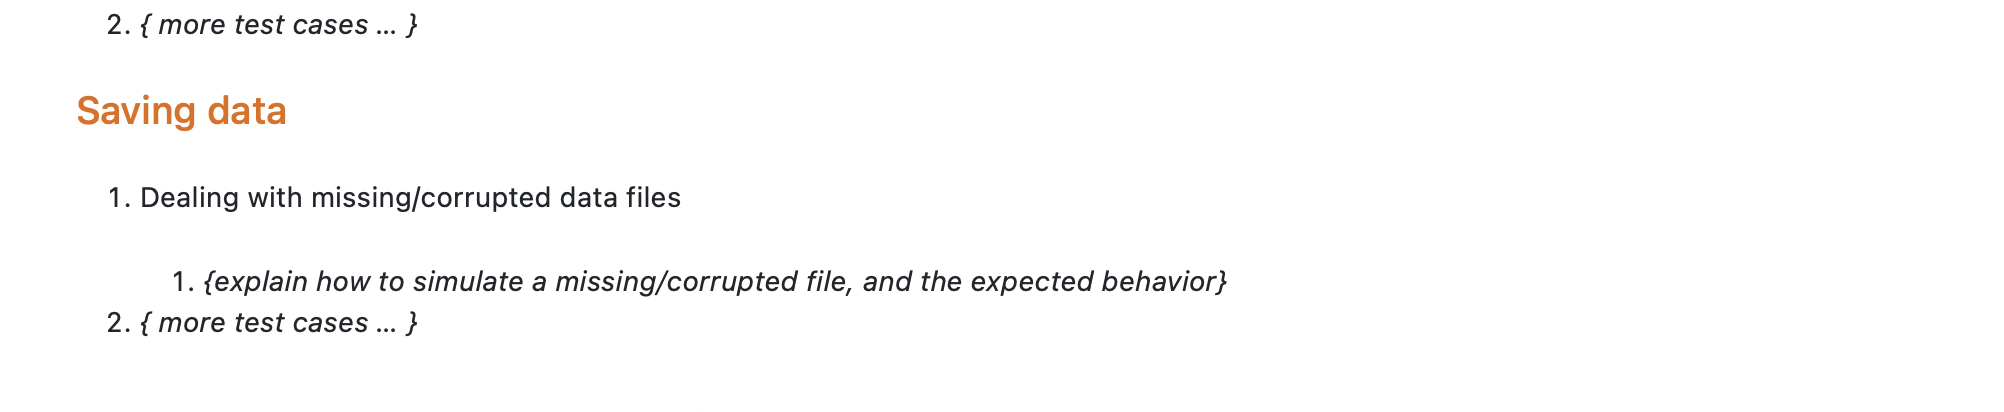 2. { more test cases … }
Saving data
1. Dealing with missing/corrupted data files
1. {explain how to simulate a missing/corrupted file, and the expected behavior}
2. { more test cases … }